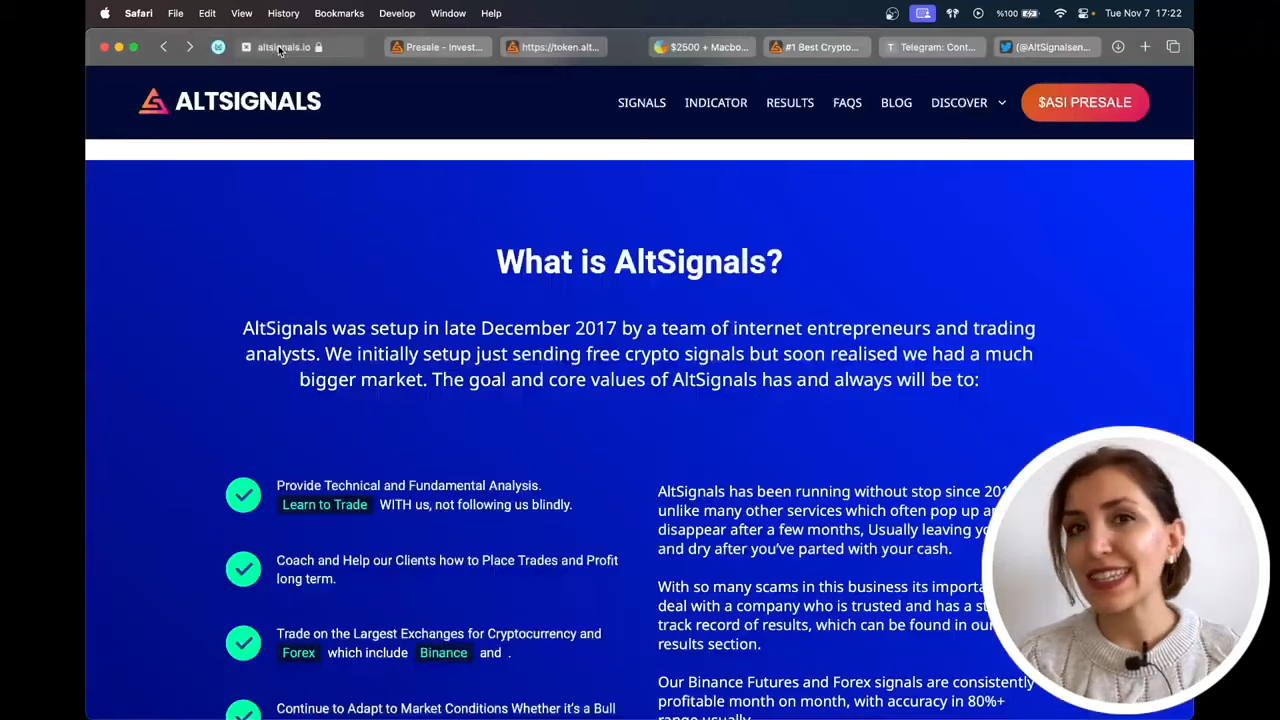 Safari File Edit View History Bookmarks Develop Window Help %100 Tue Nov 7 17:22
altsignals.io Presale - Invest... https://token.alt... $2500 + Macbo... #1 Best Crypto... T Telegram: Cont... (@AltSignalsen...
ALTSIGNALS SIGNALS INDICATOR RESULTS FAQS BLOG DISCOVER $ASI PRESALE
What is AltSignals?
AltSignals was setup in late December 2017 by a team of internet entrepreneurs and trading
analysts. We initially setup just sending free crypto signals but soon realised we had a much
bigger market. The goal and core values of AltSignals has and always will be to:
Provide Technical and Fundamental Analysis.
Learn to Trade WITH us, not following us blindly.
Coach and Help our Clients how to Place Trades and Profit
long term.
Trade on the Largest Exchanges for Cryptocurrency and
Forex which include Binance and .
Continue to Adapt to Market Conditions Whether it's a Bull
AltSignals has been running without stop since
unlike many other services which often pop up
disappear after a few months, Usually leaving
and dry after you've parted with your cash.
With so many scams in this business its
deal with a company who is trusted and has a
track record of results, which can be found in our
results section.
Our Binance Futures and Forex signals are consistently
profitable month on month, with accuracy in 80%+
range usually